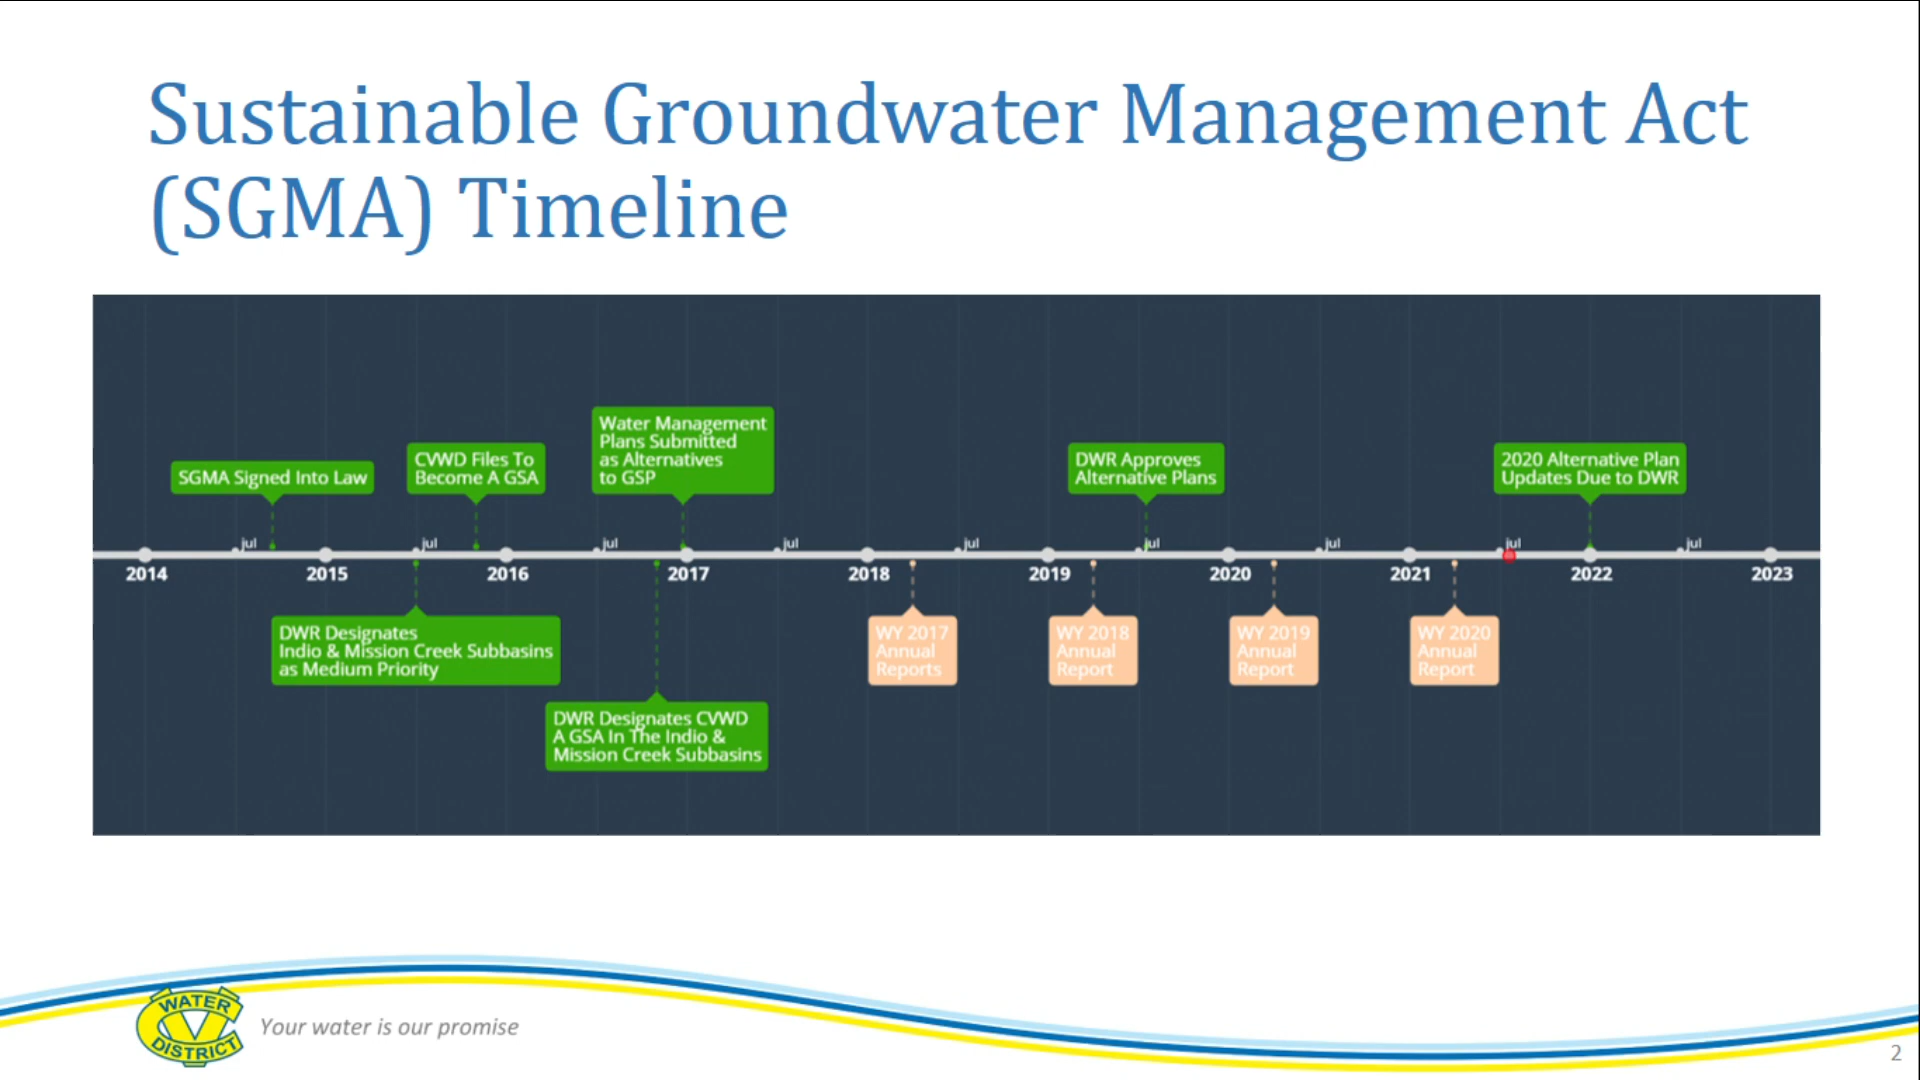 Sustainable Groundwater Management Act
(SGMA) Timeline
SGMA Signed Into Law
CVWD Files To
Become A GSA
Water Management
Plans Submitted
as Alternatives
to GSP
DWR Approves
Alternative Plans
2020 Alternative Plan
Updates Due to DWR
jul jul jul jul jul jul jul jul jul
2014 2015 2016 2017 2018 2019 2020 2021 2022 2023
DWR Designates
Indio & Mission Creek Subbasins
as Medium Priority
DWR Designates CVWD
A GSA In The Indio &
Mission Creek Subbasins
WY 2017
Annual
Reports
WY 2018
Annual
Report
WY 2019
Annual
Report
WY 2020
Annual
Report
WATER
CV
DISTRICT
Your water is our promise
2